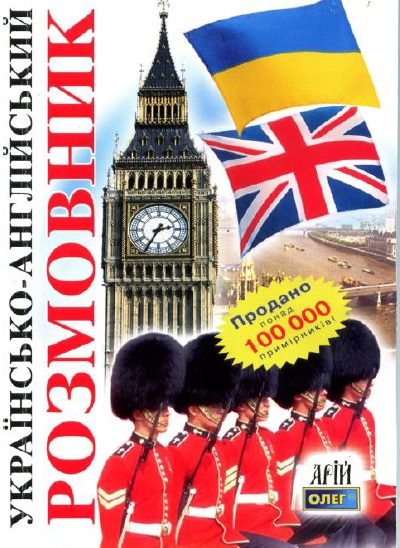 УКРАЇНСЬКО-АНГЛІЙСЬКИЙ
РОЗМОВНИК
Продано
понад
100 000
примірників!
АРІЙ
ОЛЕГ®